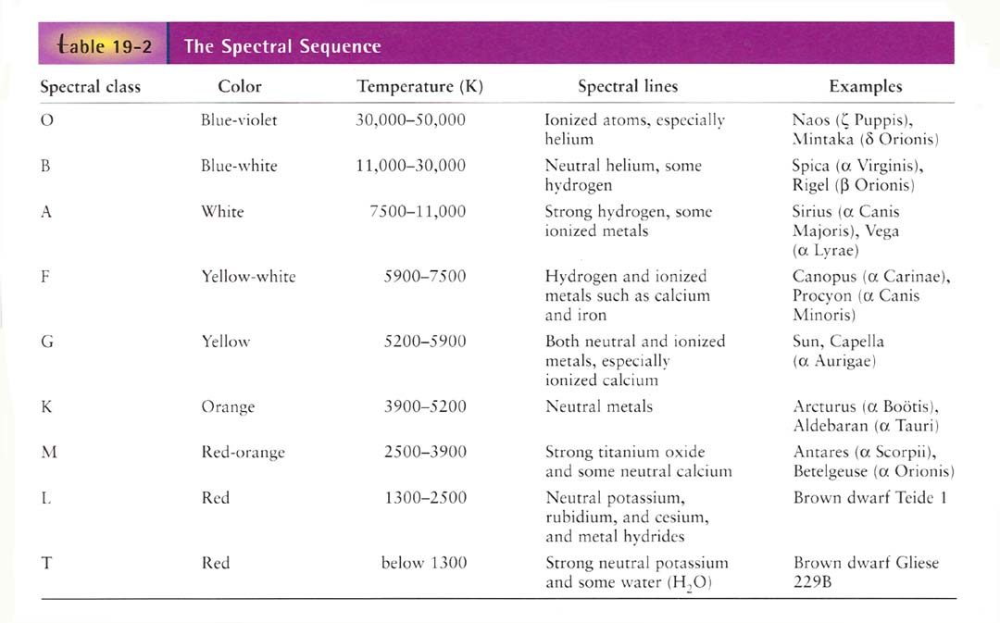 table 19-2 The Spectral Sequence
Spectral class Color Temperature (K) Spectral lines Examples
O Blue-violet 30,000–50,000 Ionized atoms, especially Naos (ζ Puppis),
helium Mintaka (δ Orionis)
B Blue-white 11,000–30,000 Neutral helium, some Spica (α Virginis),
hydrogen Rigel (β Orionis)
A White 7500–11,000 Strong hydrogen, some Sirius (α Canis
ionized metals Majoris), Vega
(α Lyrae)
F Yellow-white 5900–7500 Hydrogen and ionized Canopus (α Carinae),
metals such as calcium Procyon (α Canis
and iron Minoris)
G Yellow 5200–5900 Both neutral and ionized Sun, Capella
metals, especially (α Aurigae)
ionized calcium
K Orange 3900–5200 Neutral metals Arcturus (α Boötis),
Aldebaran (α Tauri)
M Red-orange 2500–3900 Strong titanium oxide Antares (α Scorpii),
and some neutral calcium Betelgeuse (α Orionis)
L Red 1300–2500 Neutral potassium, Brown dwarf Teide 1
rubidium, and cesium,
and metal hydrides
T Red below 1300 Strong neutral potassium Brown dwarf Gliese
and some water (H₂O) 229B